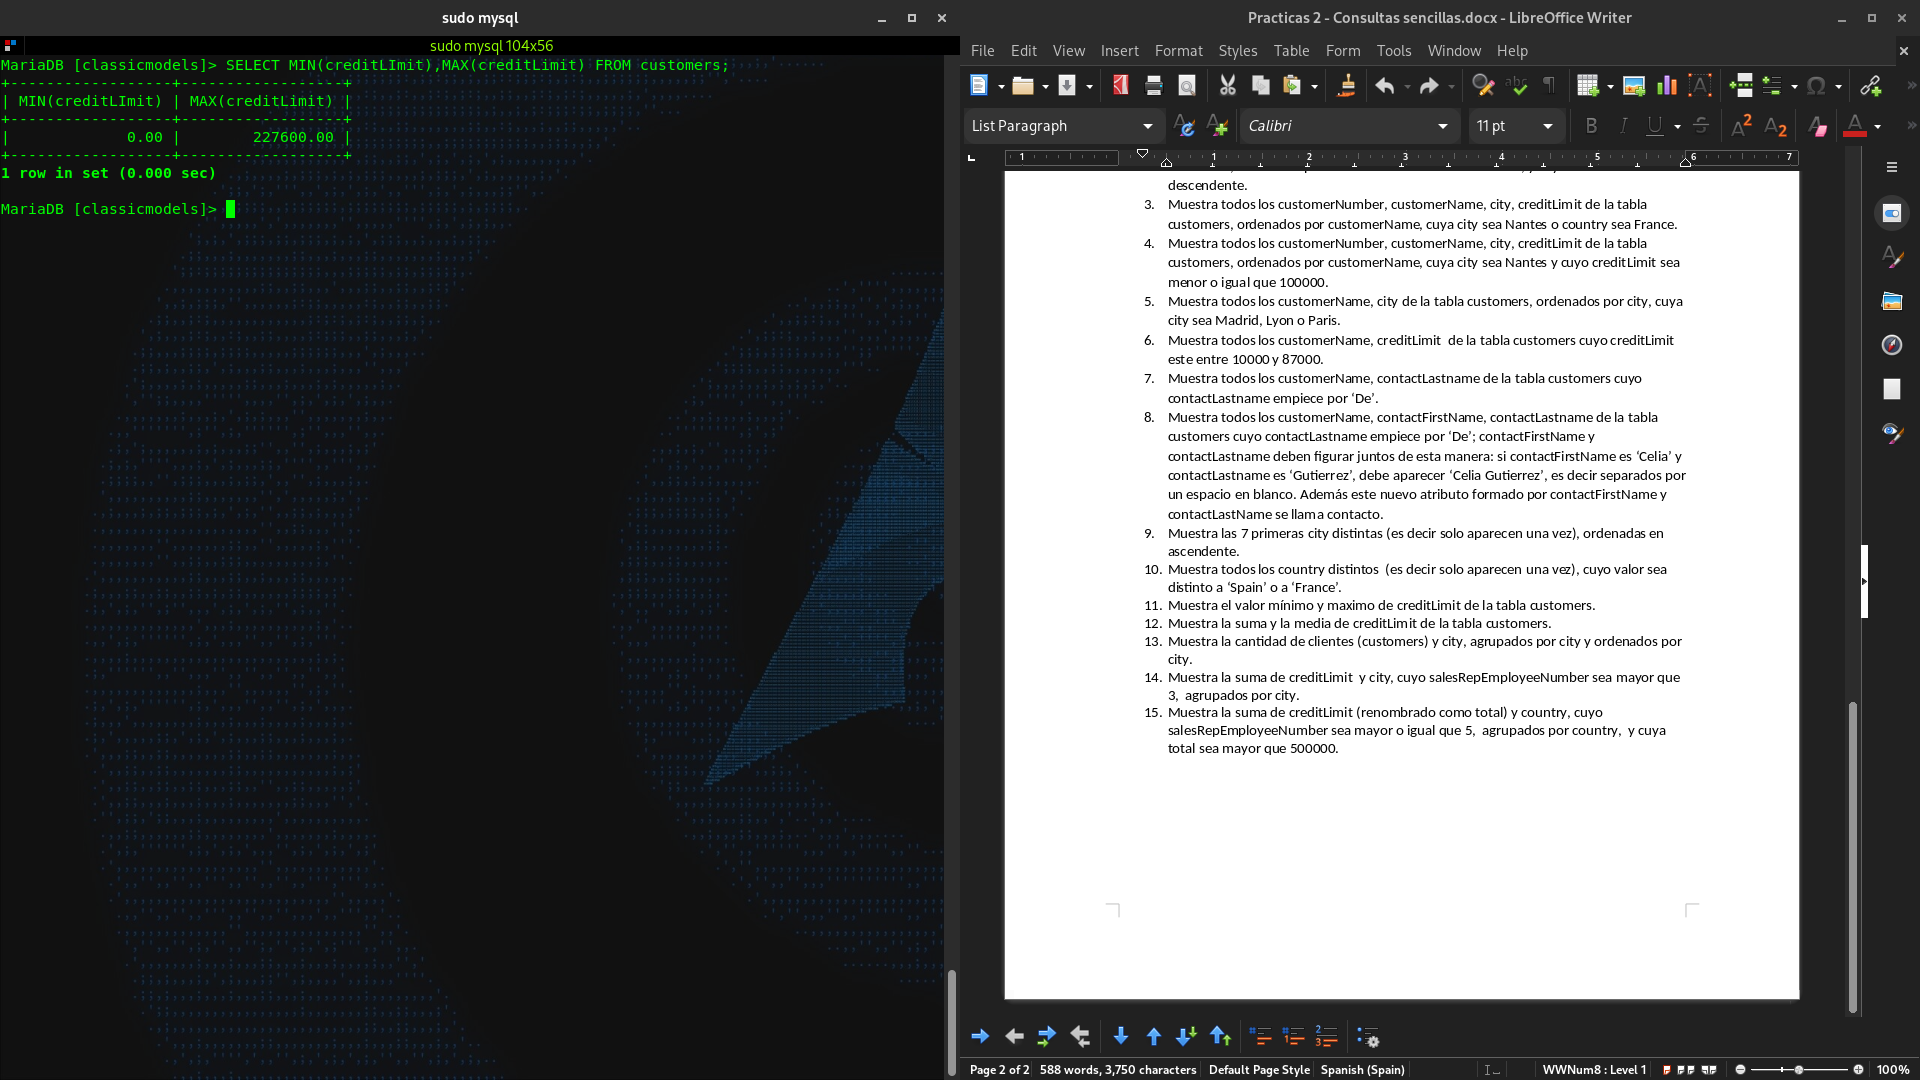 sudo mysql
sudo mysql 104x56
MariaDB [classicmodels]> SELECT MIN(creditLImit),MAX(creditLimit) FROM customers;
+------------------+------------------+
| MIN(creditLImit) | MAX(creditLimit) |
+------------------+------------------+
|             0.00 |        227600.00 |
+------------------+------------------+
1 row in set (0.000 sec)
MariaDB [classicmodels]>
Practicas 2 - Consultas sencillas.docx - LibreOffice Writer
File Edit View Insert Format Styles Table Form Tools Window Help
List Paragraph Calibri 11 pt
1 1 2 3 4 5 6 7
descendente.
3. Muestra todos los customerNumber, customerName, city, creditLimit de la tabla
customers, ordenados por customerName, cuya city sea Nantes o country sea France.
4. Muestra todos los customerNumber, customerName, city, creditLimit de la tabla
customers, ordenados por customerName, cuya city sea Nantes y cuyo creditLimit sea
menor o igual que 100000.
5. Muestra todos los customerName, city de la tabla customers, ordenados por city, cuya
city sea Madrid, Lyon o Paris.
6. Muestra todos los customerName, creditLimit  de la tabla customers cuyo creditLimit
este entre 10000 y 87000.
7. Muestra todos los customerName, contactLastname de la tabla customers cuyo
contactLastname empiece por ‘De’.
8. Muestra todos los customerName, contactFirstName, contactLastname de la tabla
customers cuyo contactLastname empiece por ‘De’; contactFirstName y
contactLastname deben figurar juntos de esta manera: si contactFirstName es ‘Celia’ y
contactLastname es ‘Gutierrez’, debe aparecer ‘Celia Gutierrez’, es decir separados por
un espacio en blanco. Además este nuevo atributo formado por contactFirstName y
contactLastName se llama contacto.
9. Muestra las 7 primeras city distintas (es decir solo aparecen una vez), ordenadas en
ascendente.
10. Muestra todos los country distintos  (es decir solo aparecen una vez), cuyo valor sea
distinto a ‘Spain’ o a ‘France’.
11. Muestra el valor mínimo y maximo de creditLimit de la tabla customers.
12. Muestra la suma y la media de creditLimit de la tabla customers.
13. Muestra la cantidad de clientes (customers) y city, agrupados por city y ordenados por
city.
14. Muestra la suma de creditLimit  y city, cuyo salesRepEmployeeNumber sea mayor que
3,  agrupados por city.
15. Muestra la suma de creditLimit (renombrado como total) y country, cuyo
salesRepEmployeeNumber sea mayor o igual que 5,  agrupados por country,  y cuya
total sea mayor que 500000.
Page 2 of 2 588 words, 3,750 characters Default Page Style Spanish (Spain) WWNum8 : Level 1 100%